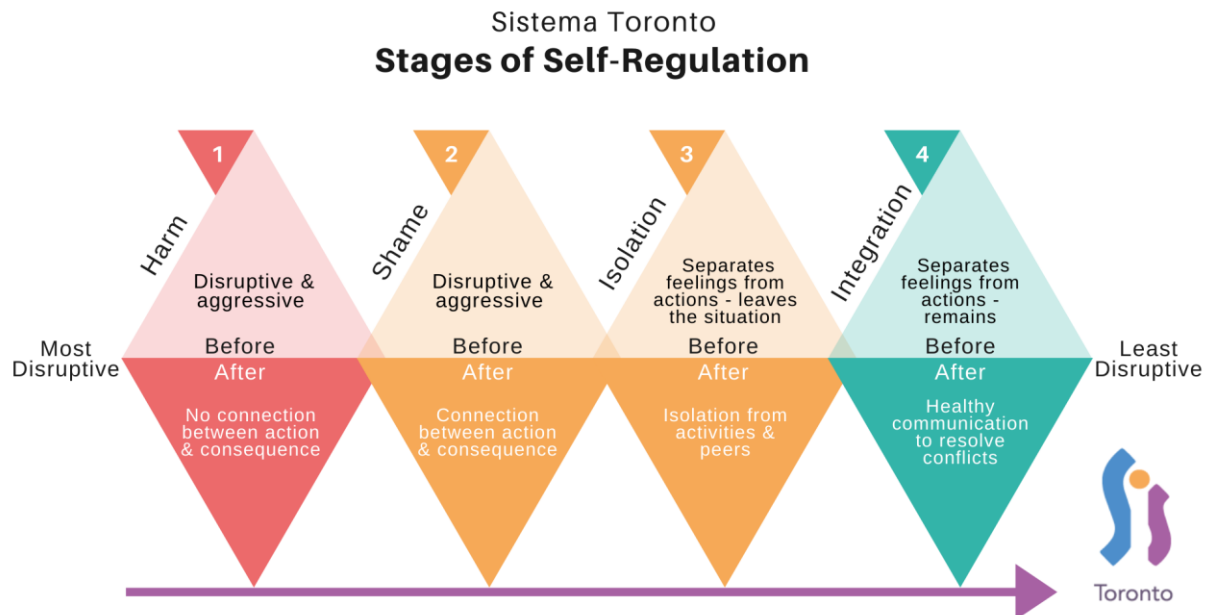 Sistema Toronto
Stages of Self-Regulation
1
2
3
4
Harm
Shame
Isolation
Integration
Disruptive &
aggressive
Disruptive &
aggressive
Separates
feelings from
actions - leaves
the situation
Separates
feelings from
actions -
remains
Most
Disruptive
Before
Before
Before
Before
Least
Disruptive
After
After
After
After
No connection
between action
& consequence
Connection
between action
& consequence
Isolation from
activities &
peers
Healthy
communication
to resolve
conflicts
Toronto